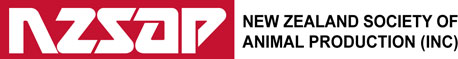 NZSAP
NEW ZEALAND SOCIETY OF
ANIMAL PRODUCTION (INC)